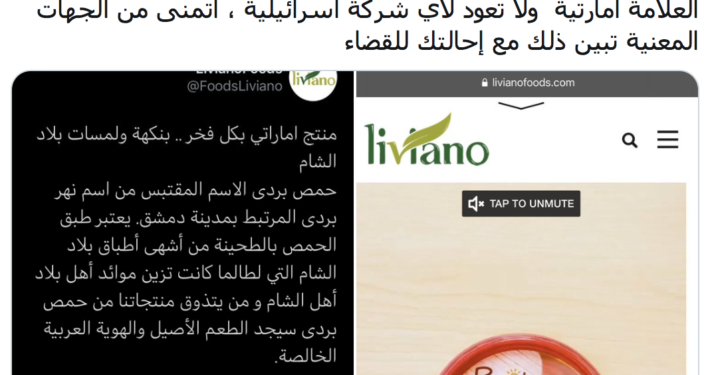 العلامة امارتية ولا تعود لأي شركة اسرائيلية ، اتمنى من الجهات
المعنية تبين ذلك مع إحالتك للقضاء
LivianoFoods
liviano
@FoodsLiviano
منتج اماراتي بكل فخر .. بنكهة ولمسات بلاد
الشام
حمص بردى الاسم المقتبس من اسم نهر
بردى المرتبط بمدينة دمشق. يعتبر طبق
الحمص بالطحينة من أشهى أطباق بلاد
الشام التي لطالما كانت تزين موائد أهل بلاد
أهل الشام و من يتذوق منتجاتنا من حمص
بردى سيجد الطعم الأصيل والهوية العربية
الخالصة.
livianofoods.com
liviano
TAP TO UNMUTE